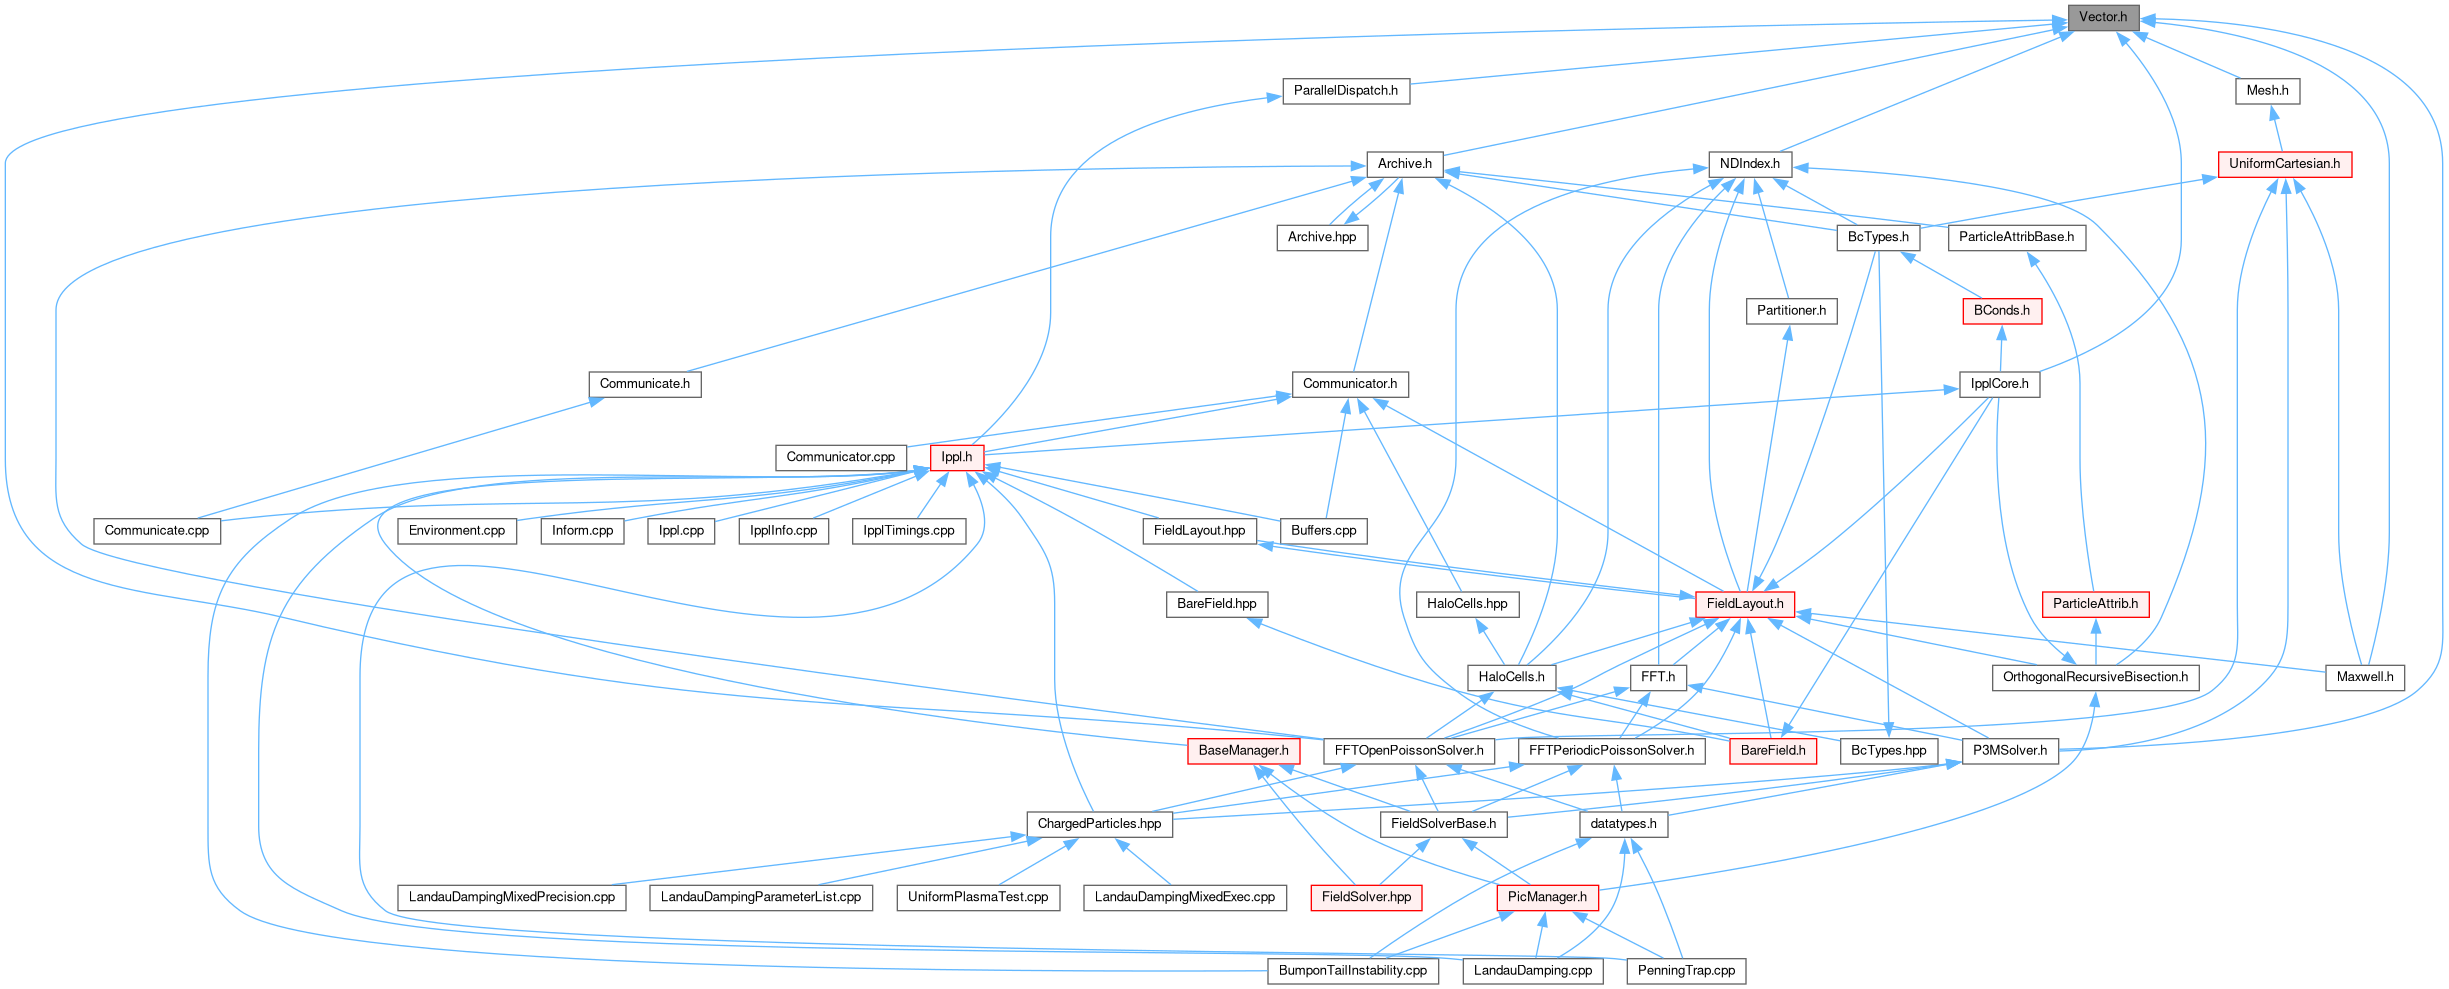 Vector.h
ParallelDispatch.h
Mesh.h
Archive.h
NDIndex.h
UniformCartesian.h
Archive.hpp
BcTypes.h
ParticleAttribBase.h
Partitioner.h
BConds.h
Communicate.h
Communicator.h
IpplCore.h
Communicator.cpp
Ippl.h
Communicate.cpp
Environment.cpp
Inform.cpp
Ippl.cpp
IpplInfo.cpp
IpplTimings.cpp
FieldLayout.hpp
Buffers.cpp
BareField.hpp
HaloCells.hpp
FieldLayout.h
ParticleAttrib.h
HaloCells.h
FFT.h
OrthogonalRecursiveBisection.h
Maxwell.h
BaseManager.h
FFTOpenPoissonSolver.h
FFTPeriodicPoissonSolver.h
BareField.h
BcTypes.hpp
P3MSolver.h
ChargedParticles.hpp
FieldSolverBase.h
datatypes.h
LandauDampingMixedPrecision.cpp
LandauDampingParameterList.cpp
UniformPlasmaTest.cpp
LandauDampingMixedExec.cpp
FieldSolver.hpp
PicManager.h
BumponTailInstability.cpp
LandauDamping.cpp
PenningTrap.cpp